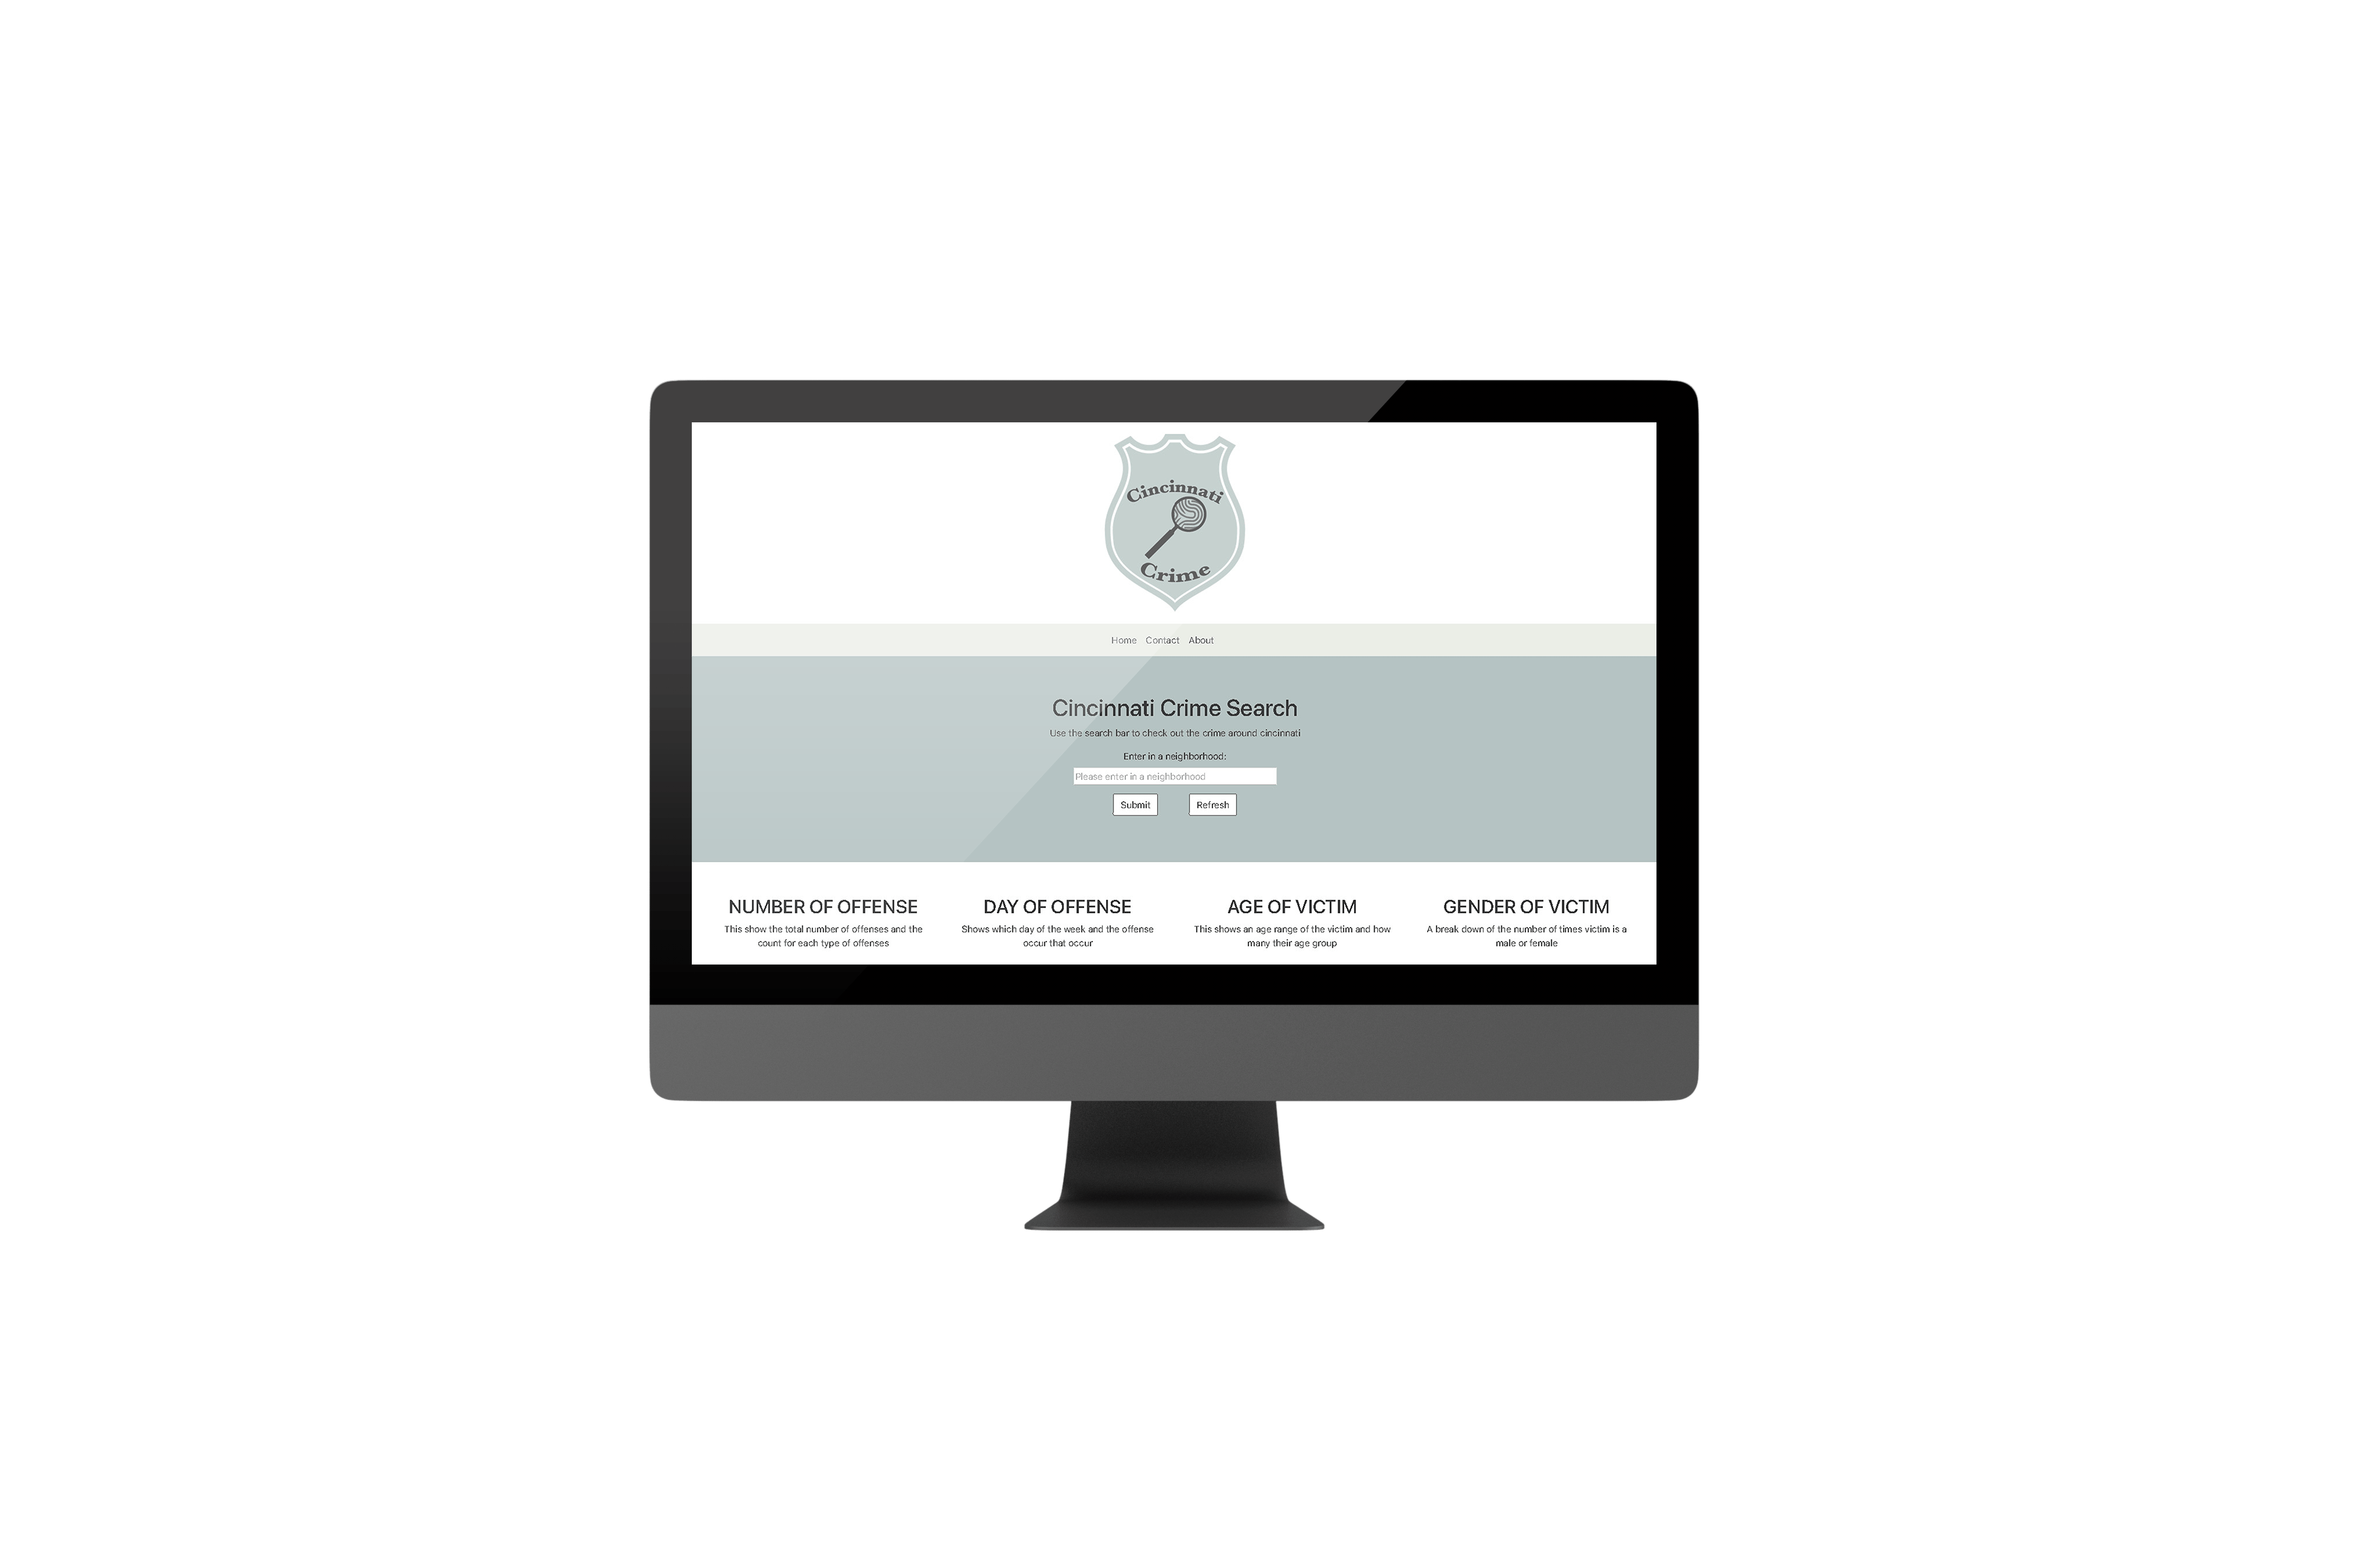 Cincinnati
Crime
Home Contact About
Cincinnati Crime Search
Use the search bar to check out the crime around cincinnati
Enter in a neighborhood:
Please enter in a neighborhood
Submit Refresh
NUMBER OF OFFENSE
This show the total number of offenses and the
count for each type of offenses
DAY OF OFFENSE
Shows which day of the week and the offense
occur that occur
AGE OF VICTIM
This shows an age range of the victim and how
many their age group
GENDER OF VICTIM
A break down of the number of times victim is a
male or female